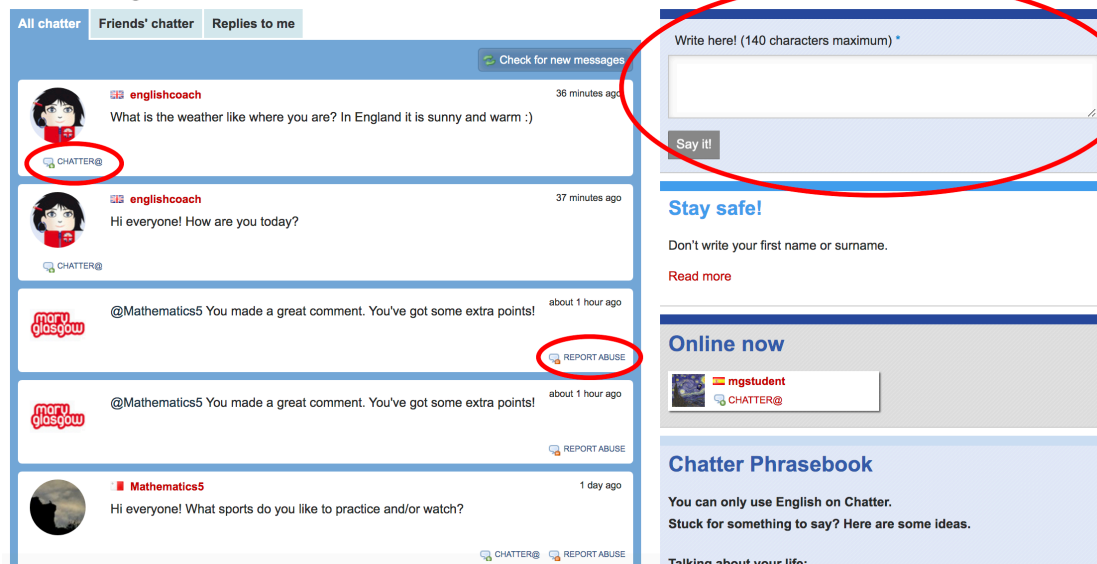 All chatter
Friends' chatter
Replies to me
Check for new messages
englishcoach
36 minutes ago
What is the weather like where you are? In England it is sunny and warm :)
CHATTER@
englishcoach
37 minutes ago
Hi everyone! How are you today?
CHATTER@
mary
glasgow
about 1 hour ago
@Mathematics5 You made a great comment. You've got some extra points!
REPORT ABUSE
mary
glasgow
about 1 hour ago
@Mathematics5 You made a great comment. You've got some extra points!
REPORT ABUSE
Mathematics5
1 day ago
Hi everyone! What sports do you like to practice and/or watch?
CHATTER@ REPORT ABUSE
Write here! (140 characters maximum) *
Say it!
Stay safe!
Don't write your first name or surname.
Read more
Online now
mgstudent
CHATTER@
Chatter Phrasebook
You can only use English on Chatter.
Stuck for something to say? Here are some ideas.
Talking about your life: